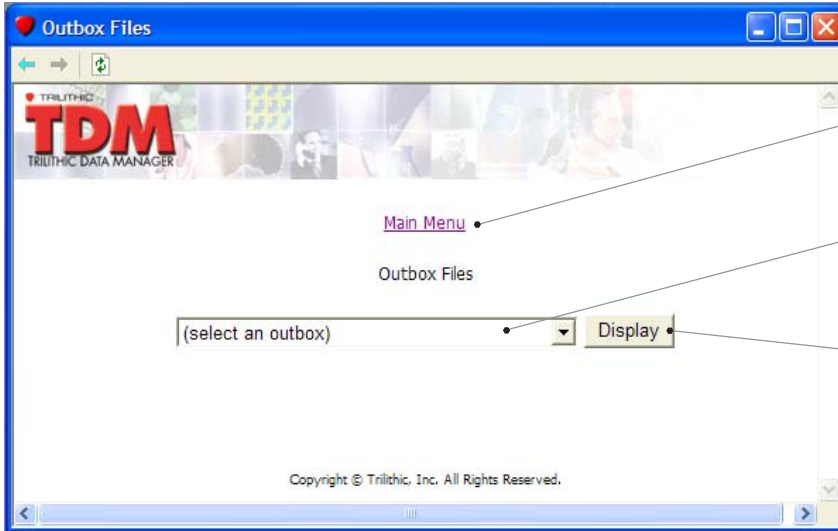 Outbox Files
TRILITHIC
TDM
TRILITHIC DATA MANAGER
Main Menu
Outbox Files
(select an outbox)
Display
Copyright © Trilithic, Inc. All Rights Reserved.